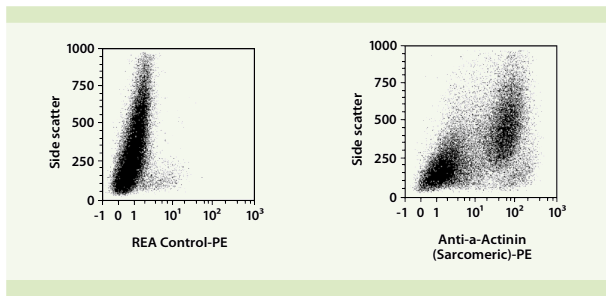 1000
750
500
250
0
Side scatter
-1 0 1 10¹ 10² 10³
REA Control-PE
1000
750
500
250
0
Side scatter
-1 0 1 10¹ 10² 10³
Anti-a-Actinin
(Sarcomeric)-PE